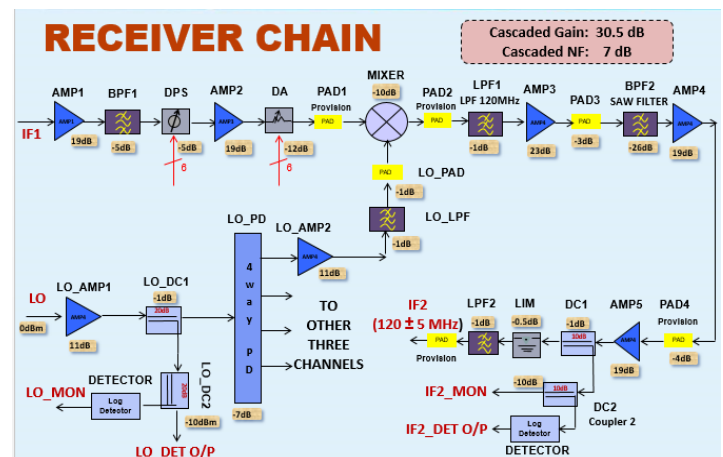 RECEIVER CHAIN
Cascaded Gain: 30.5 dB
Cascaded NF: 7 dB
AMP1
BPF1
DPS
AMP2
DA
PAD1
Provision
MIXER
-10dB
PAD2
Provision
LPF1
LPF 120MHz
AMP3
PAD3
BPF2
SAW FILTER
AMP4
IF1
19dB
-5dB
-5dB
19dB
-12dB
PAD
PAD
-1dB
23dB
PAD
-3dB
-26dB
19dB
6
6
PAD
LO_PAD
-1dB
LO_LPF
-1dB
LO_PD
LO_AMP2
11dB
4 way PD
-7dB
TO
OTHER
THREE
CHANNELS
LO
0dBm
LO_AMP1
11dB
LO_DC1
-1dB
20dB
LO_DC2
20dB
-10dBm
LO_MON
DETECTOR
Log
Detector
LO_DET O/P
IF2
(120 ± 5 MHz)
PAD
Provision
LPF2
-1dB
LIM
-0.5dB
DC1
-1dB
10dB
AMP5
19dB
PAD4
Provision
PAD
-4dB
IF2_MON
-10dB
10dB
DC2
Coupler 2
IF2_DET O/P
Log
Detector
DETECTOR